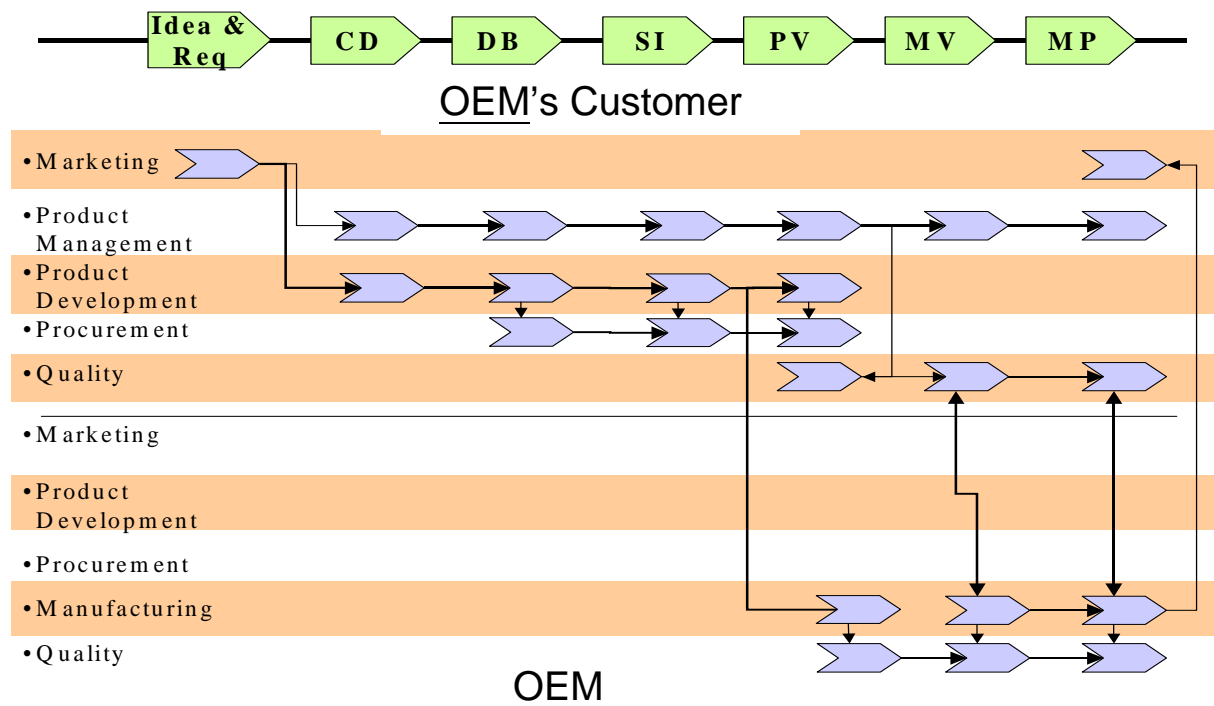 Idea &
Req
CD
DB
SI
PV
MV
MP
OEM's Customer
•Marketing
•Product
Management
•Product
Development
•Procurement
•Quality
•Marketing
•Product
Development
•Procurement
•Manufacturing
•Quality
OEM